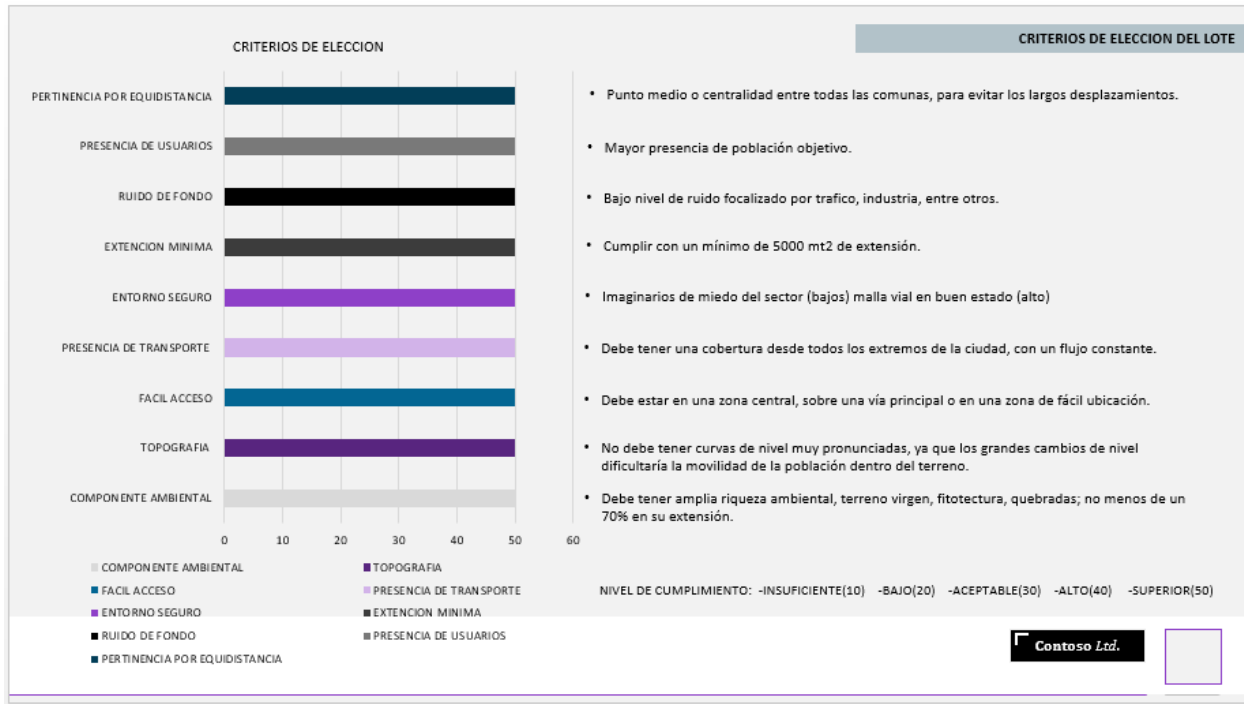 CRITERIOS DE ELECCION DEL LOTE
CRITERIOS DE ELECCION
PERTINENCIA POR EQUIDISTANCIA
• Punto medio o centralidad entre todas las comunas, para evitar los largos desplazamientos.
PRESENCIA DE USUARIOS
• Mayor presencia de población objetivo.
RUIDO DE FONDO
• Bajo nivel de ruido focalizado por trafico, industria, entre otros.
EXTENCION MINIMA
• Cumplir con un mínimo de 5000 mt2 de extensión.
ENTORNO SEGURO
• Imaginarios de miedo del sector (bajos) malla vial en buen estado (alto)
PRESENCIA DE TRANSPORTE
• Debe tener una cobertura desde todos los extremos de la ciudad, con un flujo constante.
FACIL ACCESO
• Debe estar en una zona central, sobre una vía principal o en una zona de fácil ubicación.
TOPOGRAFIA
• No debe tener curvas de nivel muy pronunciadas, ya que los grandes cambios de nivel
dificultaría la movilidad de la población dentro del terreno.
COMPONENTE AMBIENTAL
• Debe tener amplia riqueza ambiental, terreno virgen, fitotectura, quebradas; no menos de un
70% en su extensión.
0 10 20 30 40 50 60
COMPONENTE AMBIENTAL TOPOGRAFIA
FACIL ACCESO PRESENCIA DE TRANSPORTE
ENTORNO SEGURO EXTENCION MINIMA
RUIDO DE FONDO PRESENCIA DE USUARIOS
PERTINENCIA POR EQUIDISTANCIA
NIVEL DE CUMPLIMIENTO: -INSUFICIENTE(10) -BAJO(20) -ACEPTABLE(30) -ALTO(40) -SUPERIOR(50)
Contoso Ltd.